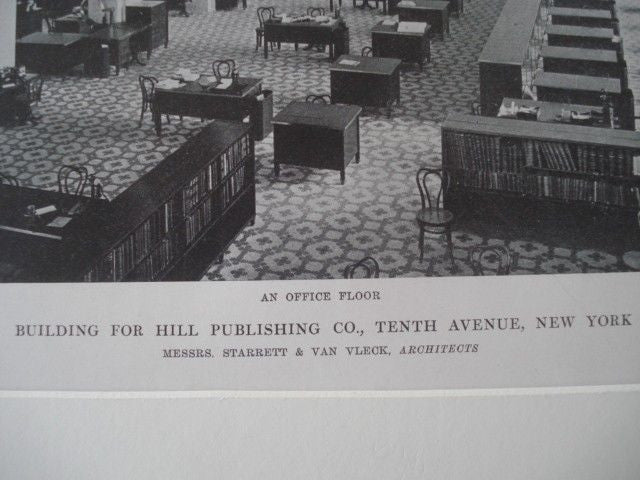 AN OFFICE FLOOR
BUILDING FOR HILL PUBLISHING CO., TENTH AVENUE, NEW YORK
MESSRS. STARRETT & VAN VLECK, ARCHITECTS